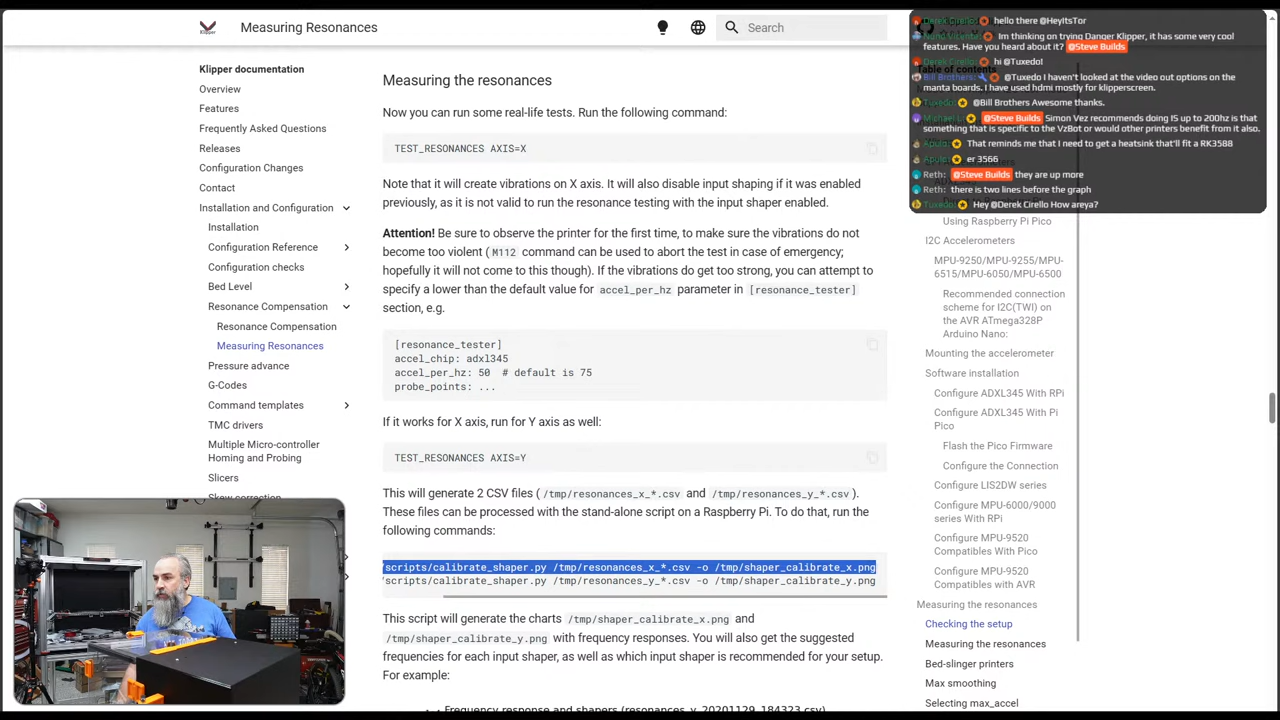 Klipper
Measuring Resonances
Search
Klipper documentation
Overview
Features
Frequently Asked Questions
Releases
Configuration Changes
Contact
Installation and Configuration
Installation
Configuration Reference
Configuration checks
Bed Level
Resonance Compensation
Resonance Compensation
Measuring Resonances
Pressure advance
G-Codes
Command templates
TMC drivers
Multiple Micro-controller
Homing and Probing
Slicers
Skew correction
Measuring the resonances
Now you can run some real-life tests. Run the following command:
TEST_RESONANCES AXIS=X
Note that it will create vibrations on X axis. It will also disable input shaping if it was enabled
previously, as it is not valid to run the resonance testing with the input shaper enabled.
Attention! Be sure to observe the printer for the first time, to make sure the vibrations do not
become too violent ( M112 command can be used to abort the test in case of emergency;
hopefully it will not come to this though). If the vibrations do get too strong, you can attempt to
specify a lower than the default value for accel_per_hz parameter in [resonance_tester]
section, e.g.
[resonance_tester]
accel_chip: adxl345
accel_per_hz: 50 # default is 75
probe_points: ...
If it works for X axis, run for Y axis as well:
TEST_RESONANCES AXIS=Y
This will generate 2 CSV files ( /tmp/resonances_x_*.csv and /tmp/resonances_y_*.csv ).
These files can be processed with the stand-alone script on a Raspberry Pi. To do that, run the
following commands:
scripts/calibrate_shaper.py /tmp/resonances_x_*.csv -o /tmp/shaper_calibrate_x.png
scripts/calibrate_shaper.py /tmp/resonances_y_*.csv -o /tmp/shaper_calibrate_y.png
This script will generate the charts /tmp/shaper_calibrate_x.png and
/tmp/shaper_calibrate_y.png with frequency responses. You will also get the suggested
frequencies for each input shaper, as well as which input shaper is recommended for your setup.
For example:
Frequency response and shapers (resonances_y_20201129_184323.csv)
Derek Cirello hello there @HeyItsTor
Im thinking on trying Danger Klipper, it has some very cool
features. Have you heard about it? @Steve Builds
Derek Cirello hi @Tuxedo!
Table of contents
Bill Brothers @Tuxedo I haven't looked at the video out options on the
manta boards. I have used hdmi mostly for klipperscreen.
Tuxedo @Bill Brothers Awesome thanks.
Michael L @Steve Builds Simon Vez recommends doing IS up to 200hz is that
something that is specific to the VzBot or would other printers benefit from it also.
Apulp That reminds me that I need to get a heatsink that'll fit a RK3588
Apulp er 3566
Reth: @Steve Builds they are up more
Reth: there is two lines before the graph
Tuxedo Hey @Derek Cirello How areya?
Using Raspberry Pi Pico
I2C Accelerometers
MPU-9250/MPU-9255/MPU-
6515/MPU-6050/MPU-6500
Recommended connection
scheme for I2C(TWI) on
the AVR ATmega328P
Arduino Nano:
Mounting the accelerometer
Software installation
Configure ADXL345 With RPi
Configure ADXL345 With Pi
Pico
Flash the Pico Firmware
Configure the Connection
Configure LIS2DW series
Configure MPU-6000/9000
series With RPi
Configure MPU-9520
Compatibles With Pico
Configure MPU-9520
Compatibles with AVR
Measuring the resonances
Checking the setup
Measuring the resonances
Bed-slinger printers
Max smoothing
Selecting max_accel